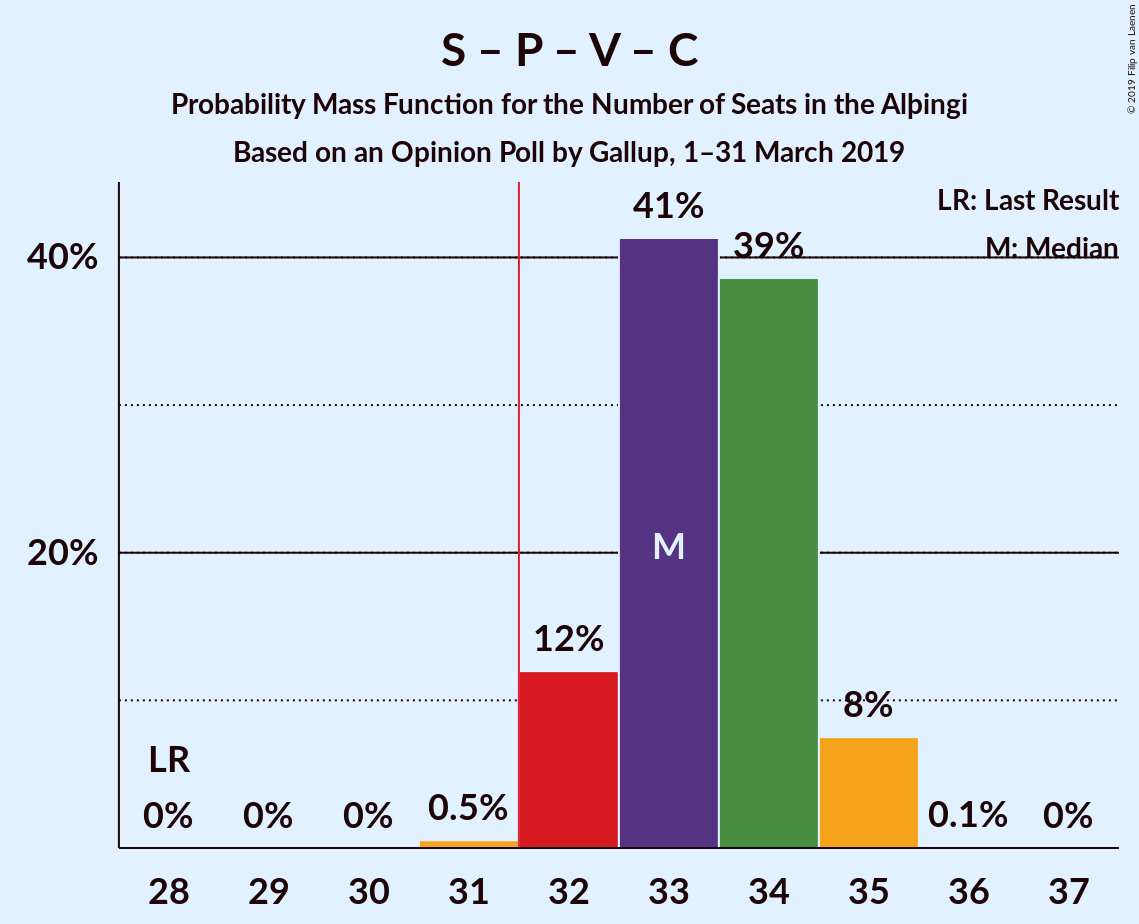 S – P – V – C
Probability Mass Function for the Number of Seats in the Alþingi
Based on an Opinion Poll by Gallup, 1–31 March 2019
© 2019 Filip van Laenen
LR: Last Result
M: Median
40%
20%
41%
39%
M
12%
8%
LR
0%
0%
0%
0.5%
0.1%
0%
28 29 30 31 32 33 34 35 36 37